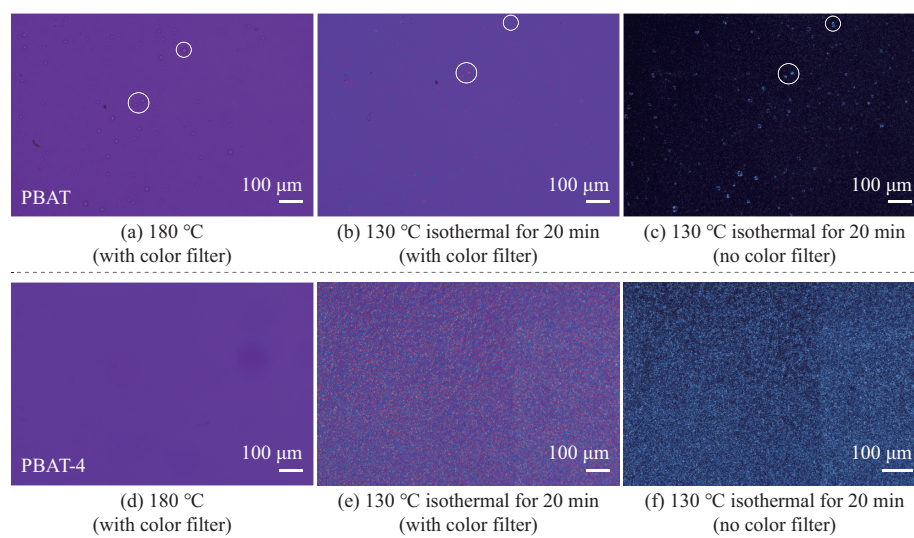 100 μm
100 μm
100 μm
PBAT
(a) 180 ℃
(with color filter)
(b) 130 ℃ isothermal for 20 min
(with color filter)
(c) 130 ℃ isothermal for 20 min
(no color filter)
100 μm
100 μm
100 μm
PBAT-4
(d) 180 ℃
(with color filter)
(e) 130 ℃ isothermal for 20 min
(with color filter)
(f) 130 ℃ isothermal for 20 min
(no color filter)